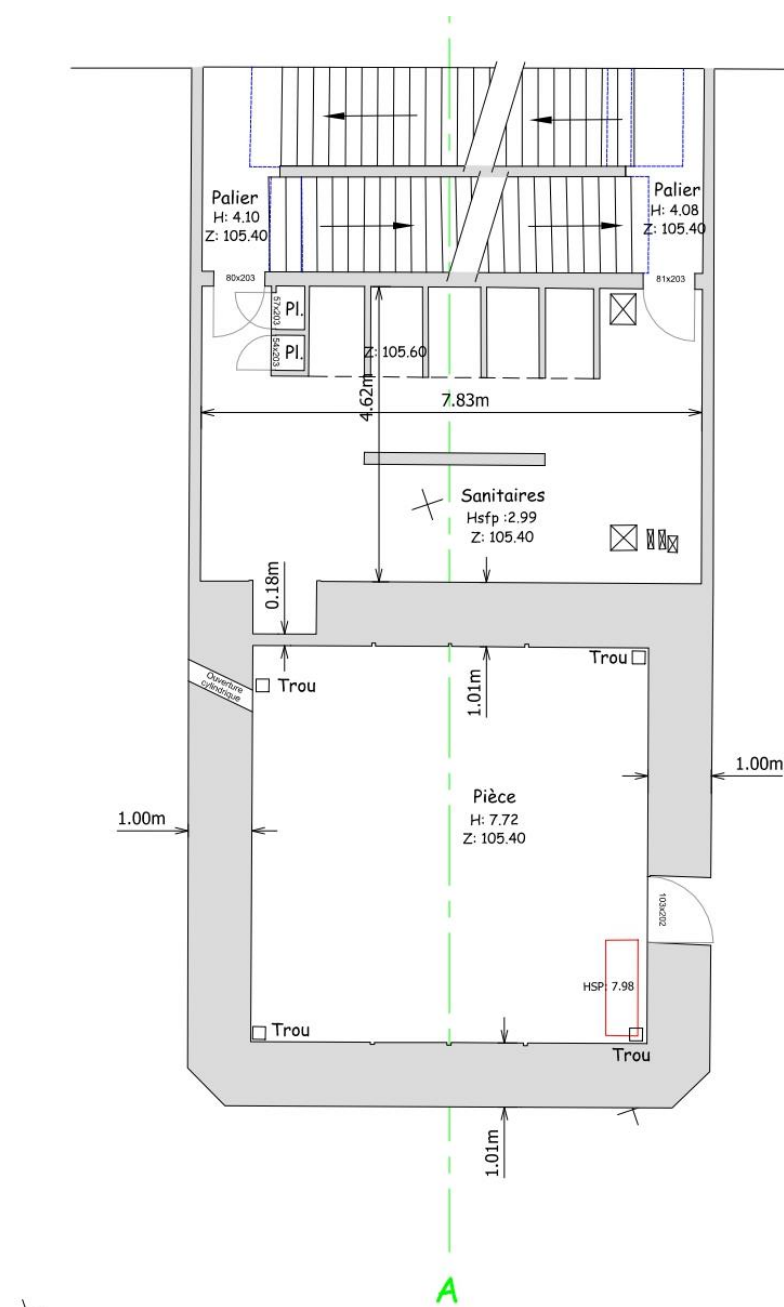 Palier
H: 4.10
Z: 105.40
Palier
H: 4.08
Z: 105.40
80x203
81x203
57x203
Pl.
54x203
Pl.
Z: 105.60
4.62m
7.83m
Sanitaires
Hsfp :2.99
Z: 105.40
0.18m
Ouverture
cylindrique
Trou
Trou
1.01m
Pièce
H: 7.72
Z: 105.40
1.00m
1.00m
103x202
HSP: 7.98
Trou
Trou
1.01m
A